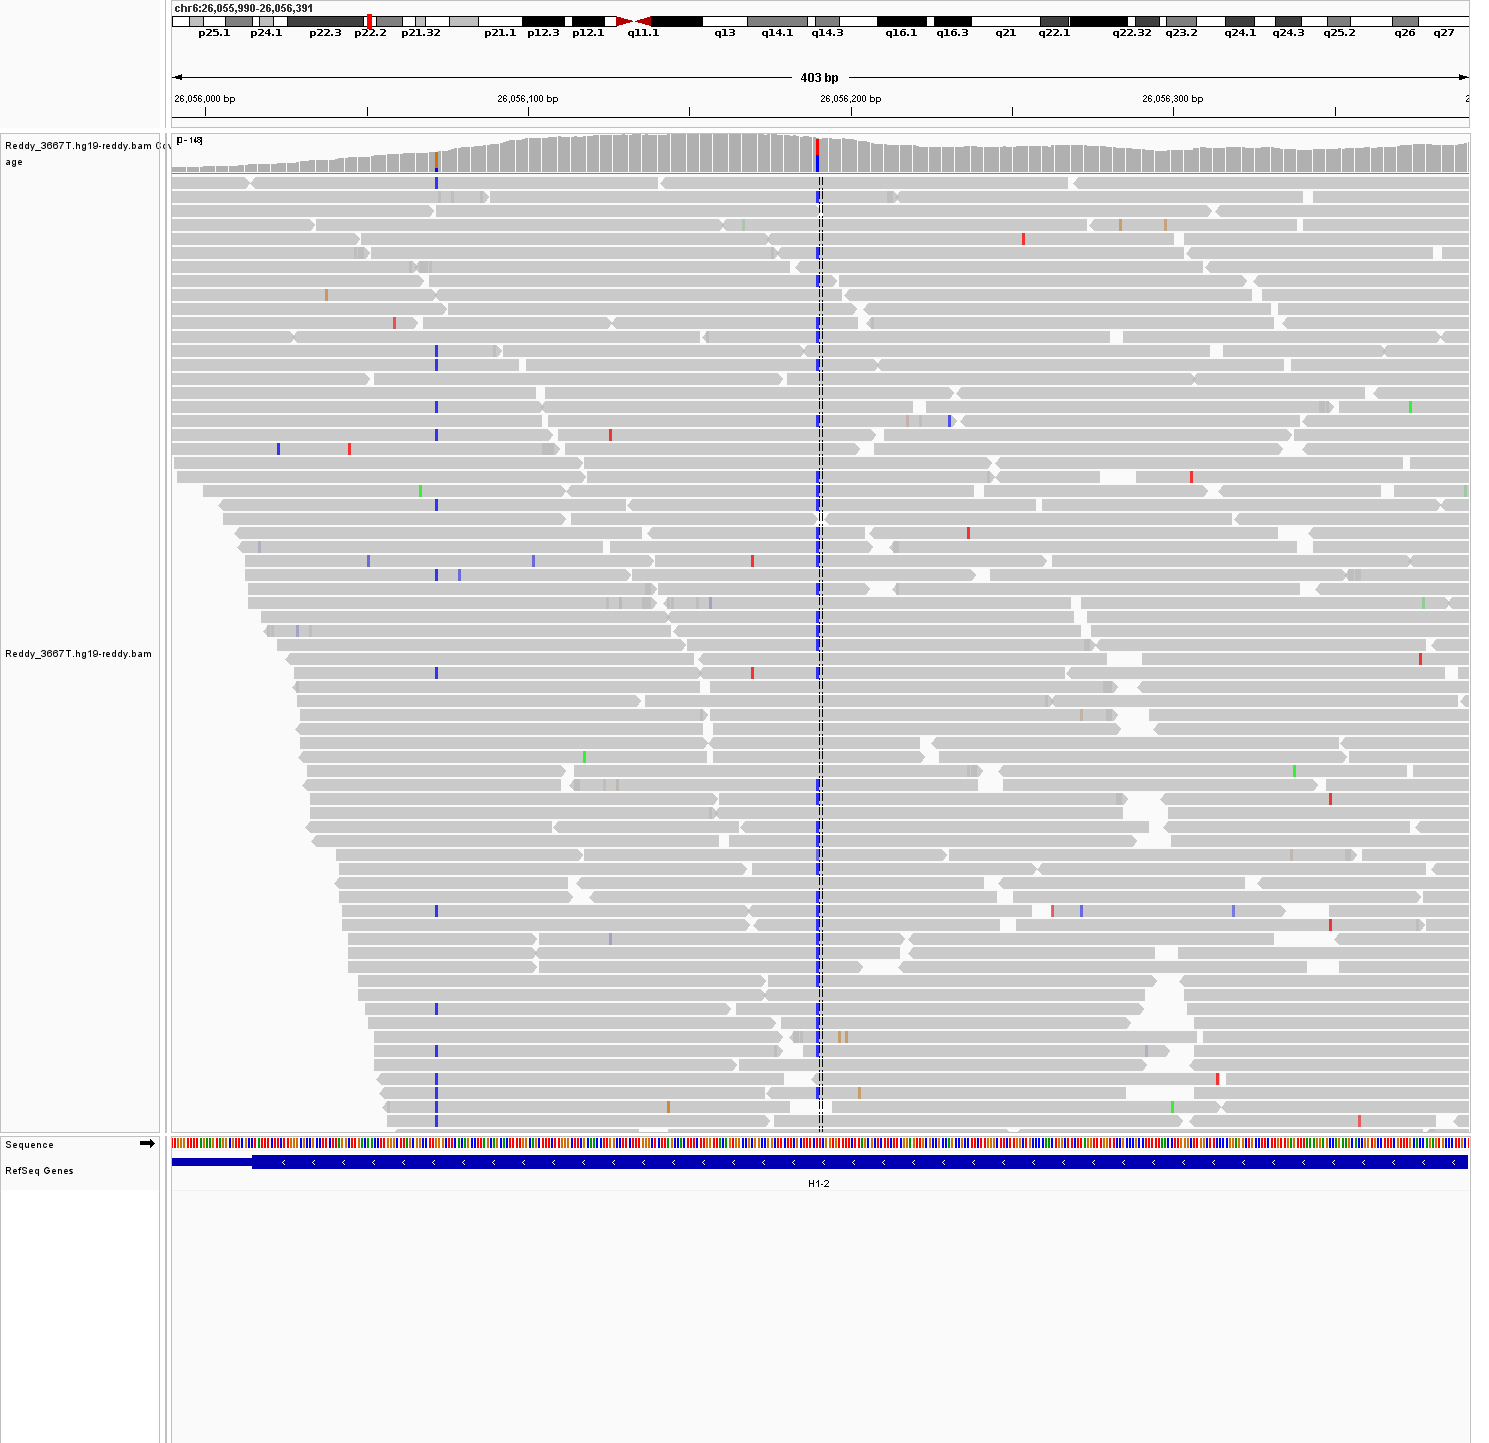 chr6:26,055,990-26,056,391
p25.1 p24.1 p22.3 p22.2 p21.32 p21.1 p12.3 p12.1 q11.1 q13 q14.1 q14.3 q16.1 q16.3 q21 q22.1 q22.32 q23.2 q24.1 q24.3 q25.2 q26 q27
403 bp
26,056,000 bp 26,056,100 bp 26,056,200 bp 26,056,300 bp 2
[0 - 148]
Reddy_3667T.hg19-reddy.bam Cov
age
Reddy_3667T.hg19-reddy.bam
Sequence
RefSeq Genes
H1-2